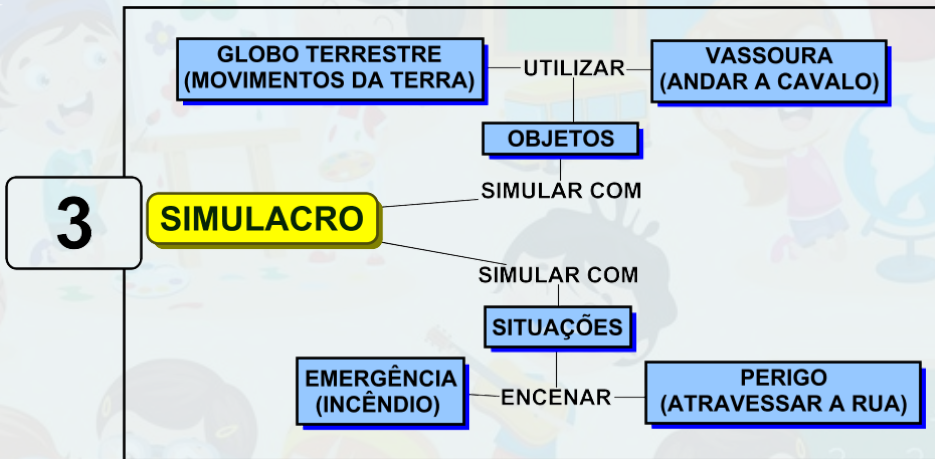 GLOBO TERRESTRE
(MOVIMENTOS DA TERRA)
UTILIZAR
VASSOURA
(ANDAR A CAVALO)
OBJETOS
SIMULAR COM
3
SIMULACRO
SIMULAR COM
SITUAÇÕES
EMERGÊNCIA
(INCÊNDIO)
ENCENAR
PERIGO
(ATRAVESSAR A RUA)